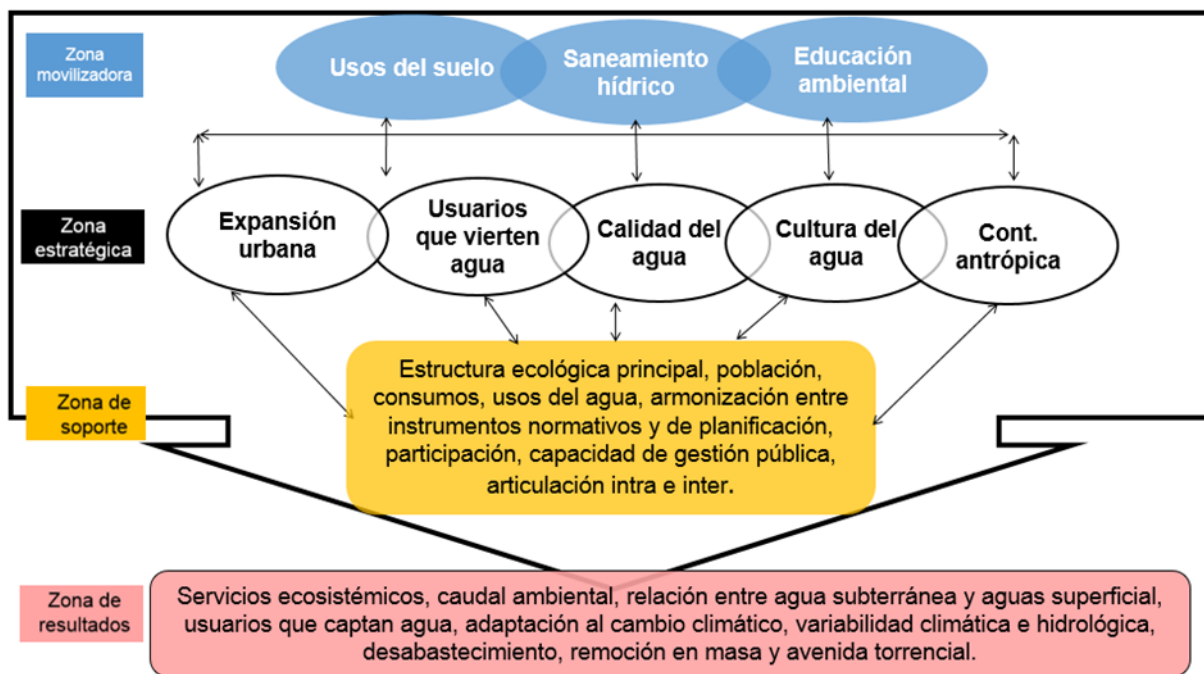 Zona
movilizadora
Usos del suelo
Saneamiento
hídrico
Educación
ambiental
Zona
estratégica
Expansión
urbana
Usuarios
que vierten
agua
Calidad del
agua
Cultura del
agua
Cont.
antrópica
Zona de
soporte
Estructura ecológica principal, población,
consumos, usos del agua, armonización entre
instrumentos normativos y de planificación,
participación, capacidad de gestión pública,
articulación intra e inter.
Zona de
resultados
Servicios ecosistémicos, caudal ambiental, relación entre agua subterránea y aguas superficial,
usuarios que captan agua, adaptación al cambio climático, variabilidad climática e hidrológica,
desabastecimiento, remoción en masa y avenida torrencial.